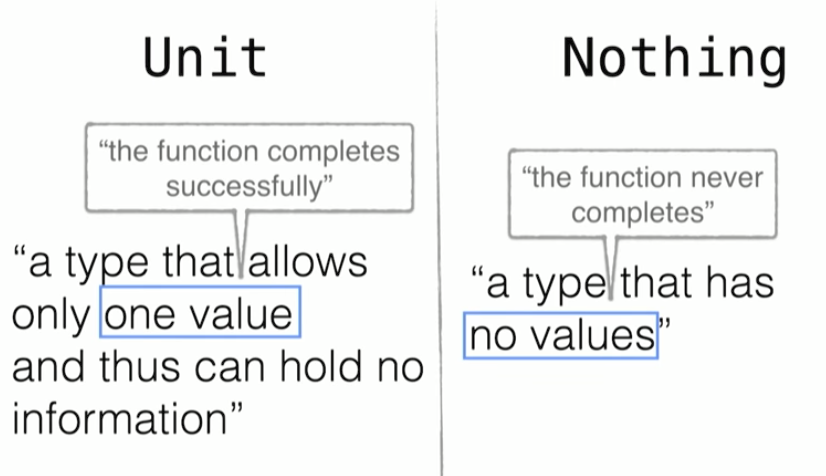 Unit
“the function completes
successfully”
“a type that allows
only one value
and thus can hold no
information”
Nothing
“the function never
completes”
“a type that has
no values”